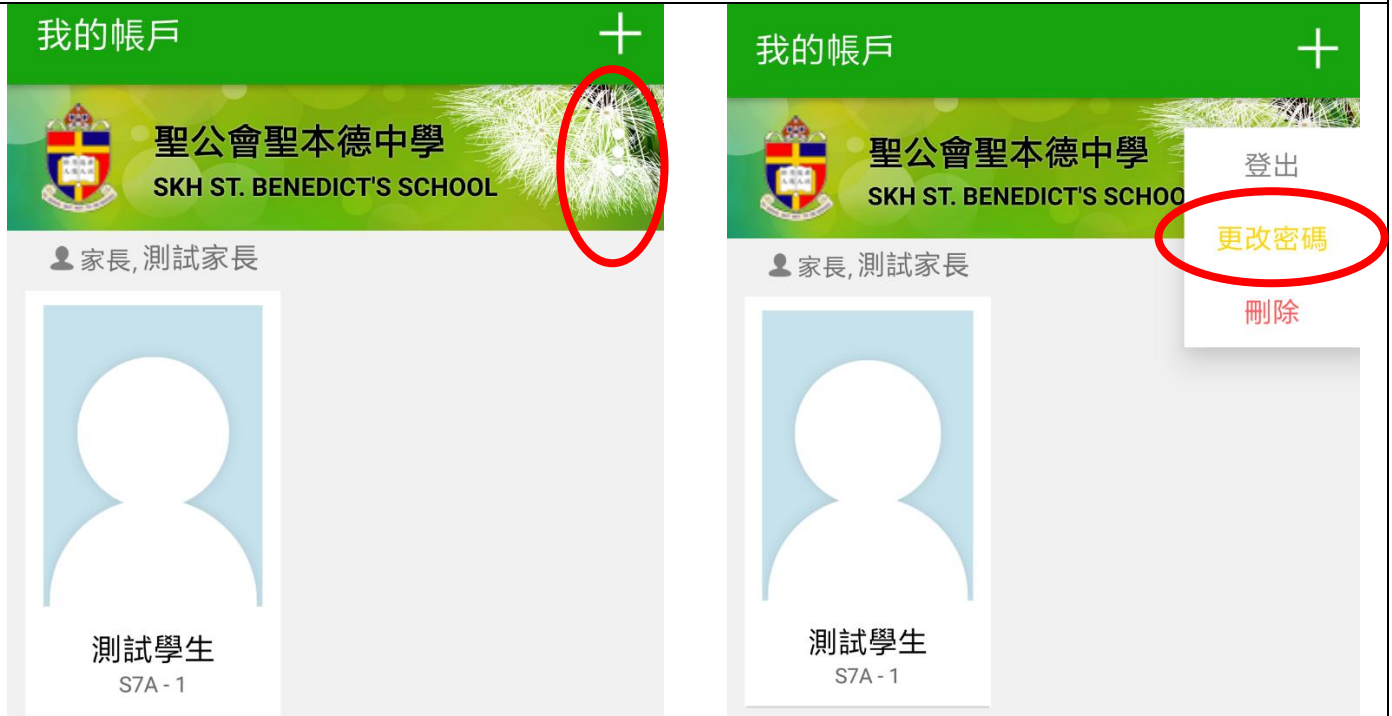 我的帳戶
聖公會聖本德中學
SKH ST. BENEDICT'S SCHOOL
家長, 測試家長
測試學生
S7A - 1
我的帳戶
聖公會聖本德中學
SKH ST. BENEDICT'S SCHOO
登出
更改密碼
刪除
家長, 測試家長
測試學生
S7A - 1